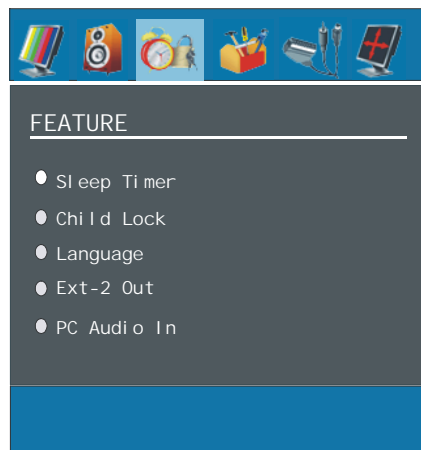 FEATURE
Sleep Timer
Child Lock
Language
Ext-2 Out
PC Audio In